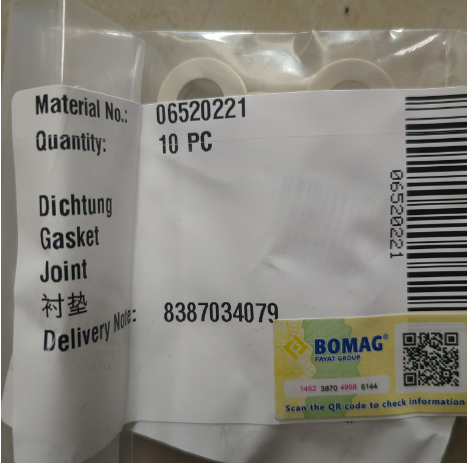 Material No.: 06520221
Quantity: 10 PC
Dichtung
Gasket
Joint
衬垫
Delivery Note: 8387034079
06520221
BOMAG®
FAYAT GROUP
1462 3870 4958 6144
Scan the QR code to check information